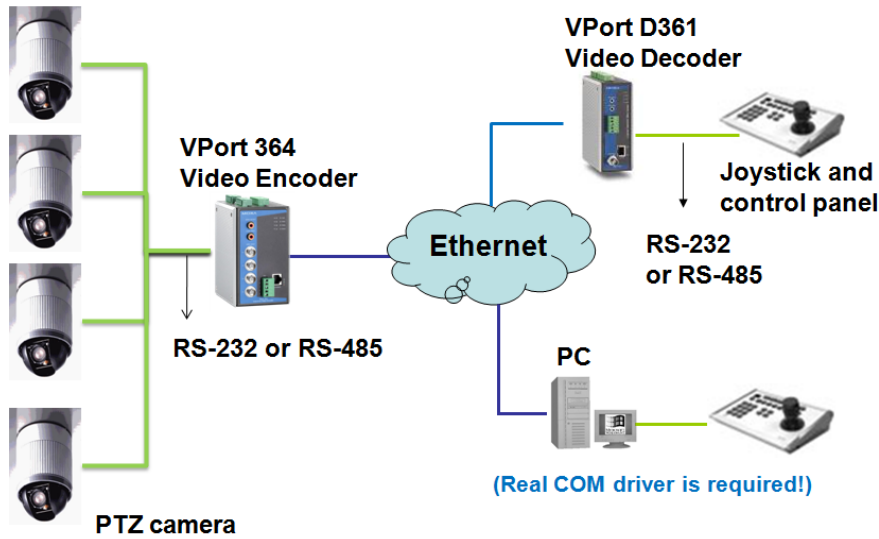 VPort D361
Video Decoder
VPort 364
Video Encoder
Joystick and
control panel
Ethernet
RS-232
or RS-485
RS-232 or RS-485
PC
(Real COM driver is required!)
PTZ camera